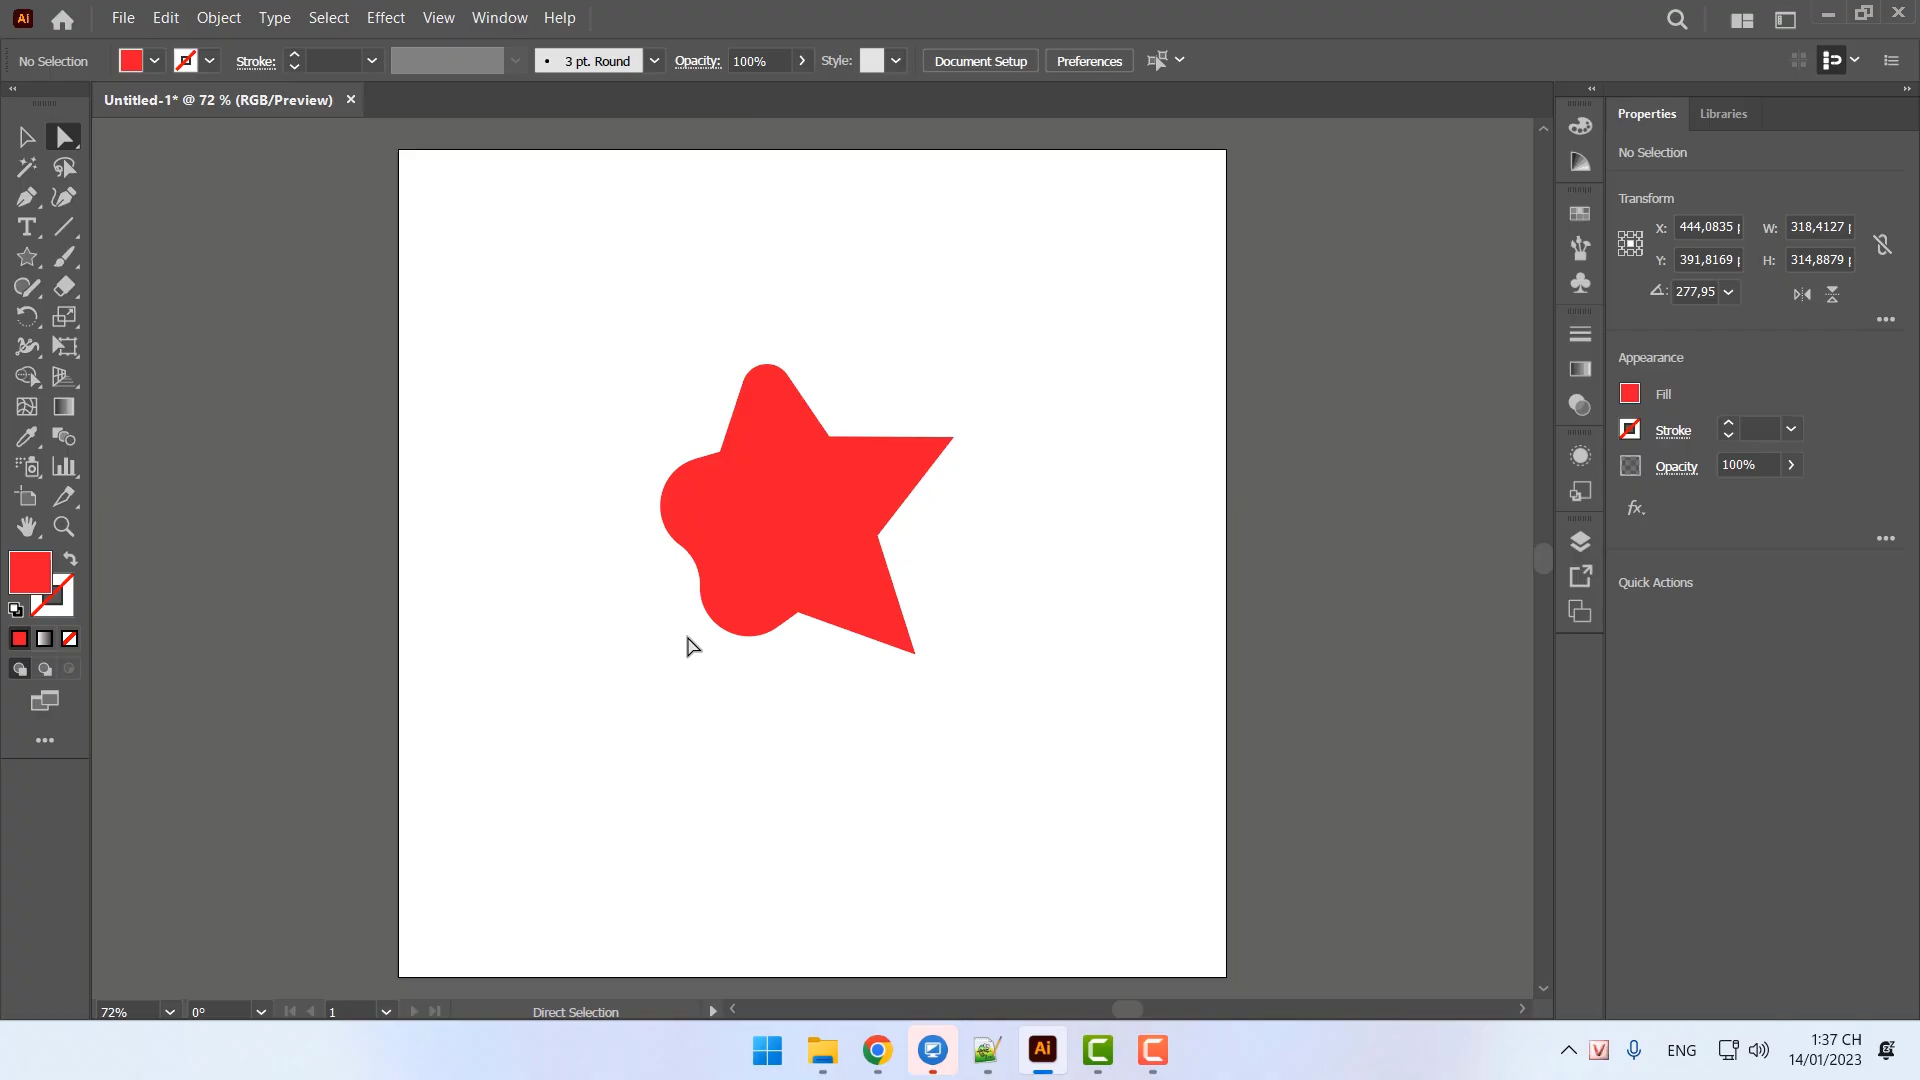 Ai File Edit Object Type Select Effect View Window Help
No Selection Stroke: 3 pt. Round Opacity: 100% Style: Document Setup Preferences
Untitled-1* @ 72 % (RGB/Preview) ×
Properties Libraries
No Selection
Transform
X: 444,0835 p W: 318,4127 p
Y: 391,8169 p H: 314,8879 p
277,95
Appearance
Fill
Stroke
Opacity 100%
fx.
Quick Actions
72% 0° 1 Direct Selection
Ai
ENG
1:37 CH
14/01/2023